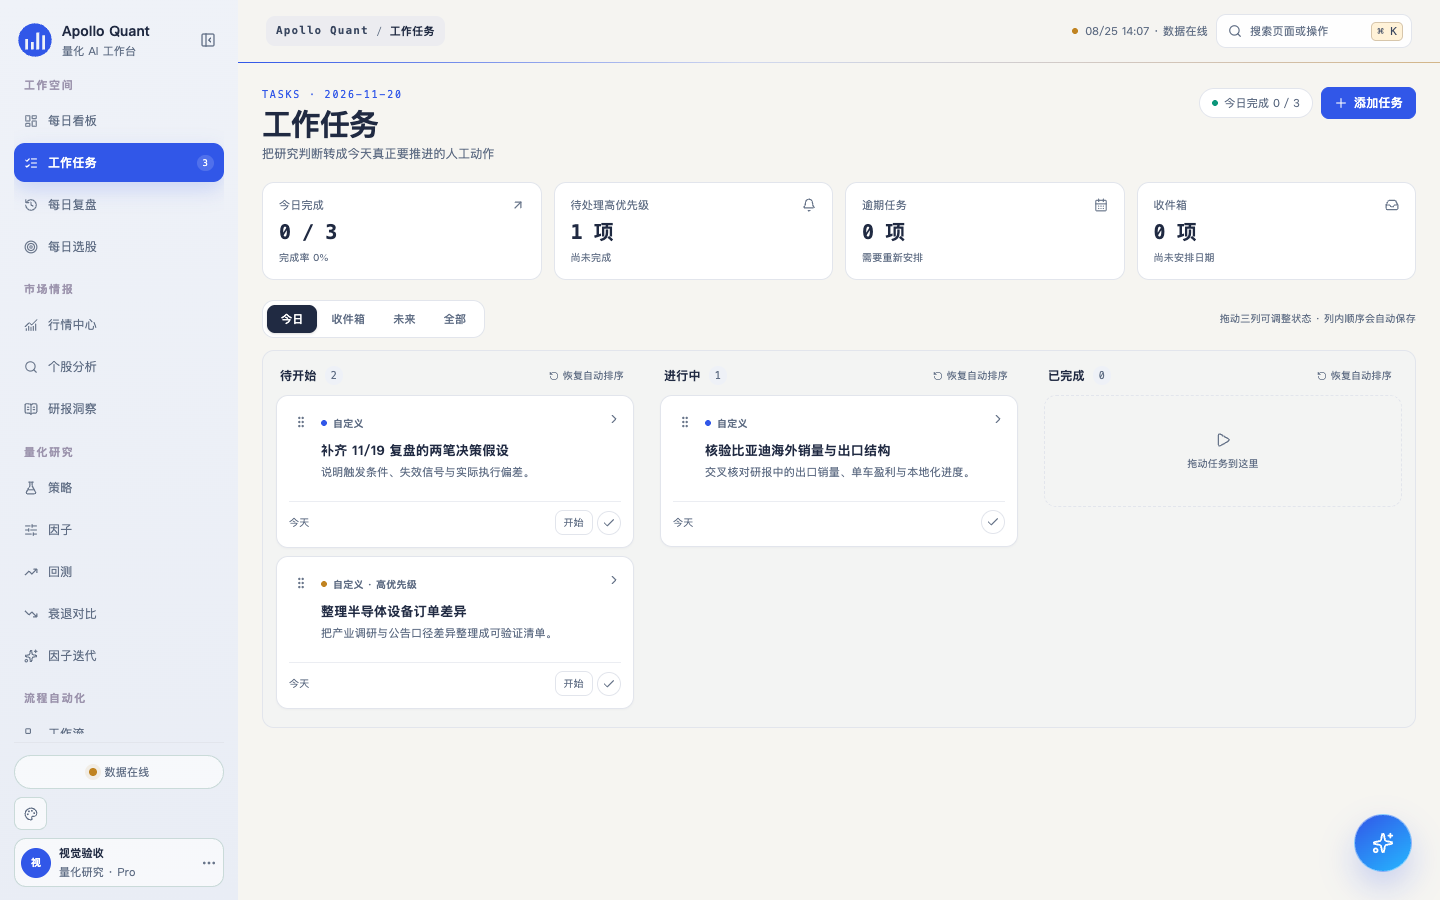 Apollo Quant
量化 AI 工作台
工作空间
每日看板
工作任务
3
每日复盘
每日选股
市场情报
行情中心
个股分析
研报洞察
量化研究
策略
因子
回测
衰退对比
因子迭代
流程自动化
工作流
数据在线
视
视觉验收
量化研究 · Pro
Apollo Quant / 工作任务
08/25 14:07 · 数据在线
搜索页面或操作
⌘ K
TASKS · 2026-11-20
工作任务
把研究判断转成今天真正要推进的人工动作
今日完成 0 / 3
添加任务
今日完成
0 / 3
完成率 0%
待处理高优先级
1 项
尚未完成
逾期任务
0 项
需要重新安排
收件箱
0 项
尚未安排日期
今日
收件箱
未来
全部
拖动三列可调整状态 · 列内顺序会自动保存
待开始 2
恢复自动排序
自定义
补齐 11/19 复盘的两笔决策假设
说明触发条件、失效信号与实际执行偏差。
今天
开始
自定义 · 高优先级
整理半导体设备订单差异
把产业调研与公告口径差异整理成可验证清单。
今天
开始
进行中 1
恢复自动排序
自定义
核验比亚迪海外销量与出口结构
交叉核对研报中的出口销量、单车盈利与本地化进度。
今天
已完成 0
恢复自动排序
拖动任务到这里